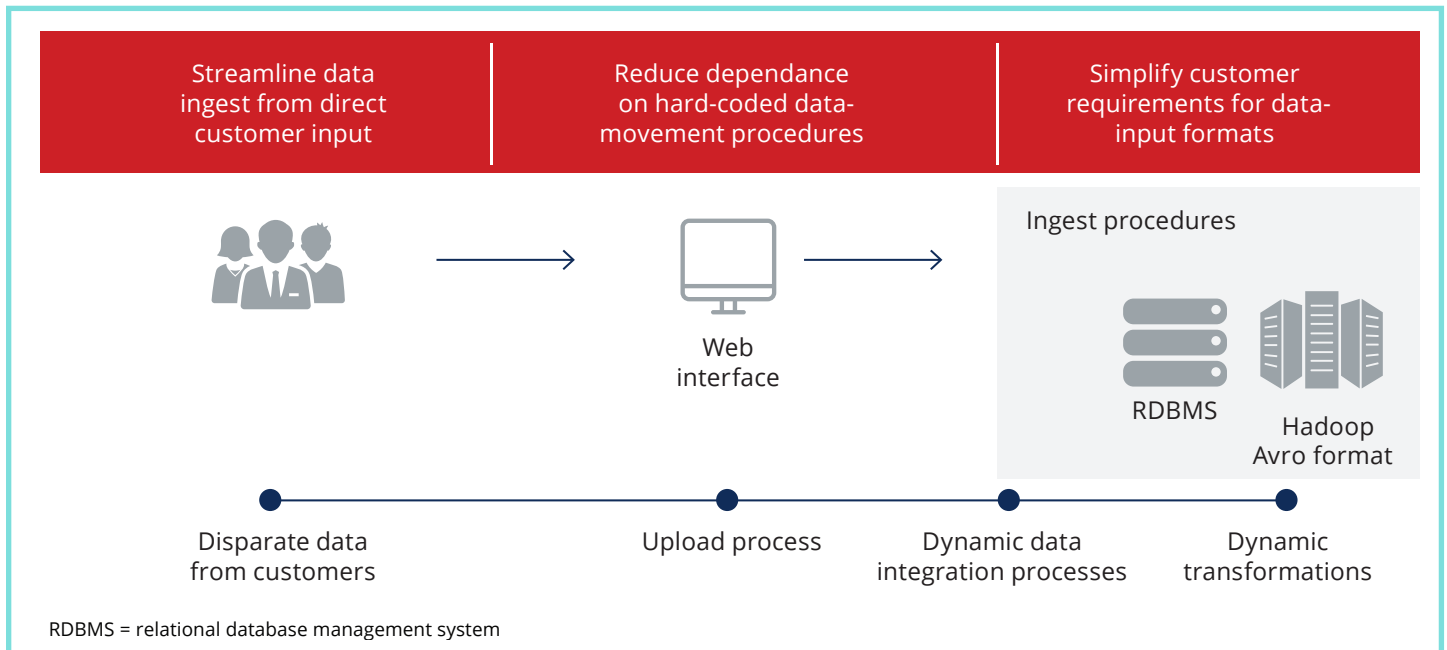 Streamline data
ingest from direct
customer input
Reduce dependance
on hard-coded data-
movement procedures
Simplify customer
requirements for data-
input formats
Ingest procedures
Web
interface
RDBMS
Hadoop
Avro format
Disparate data
from customers
Upload process
Dynamic data
integration processes
Dynamic
transformations
RDBMS = relational database management system